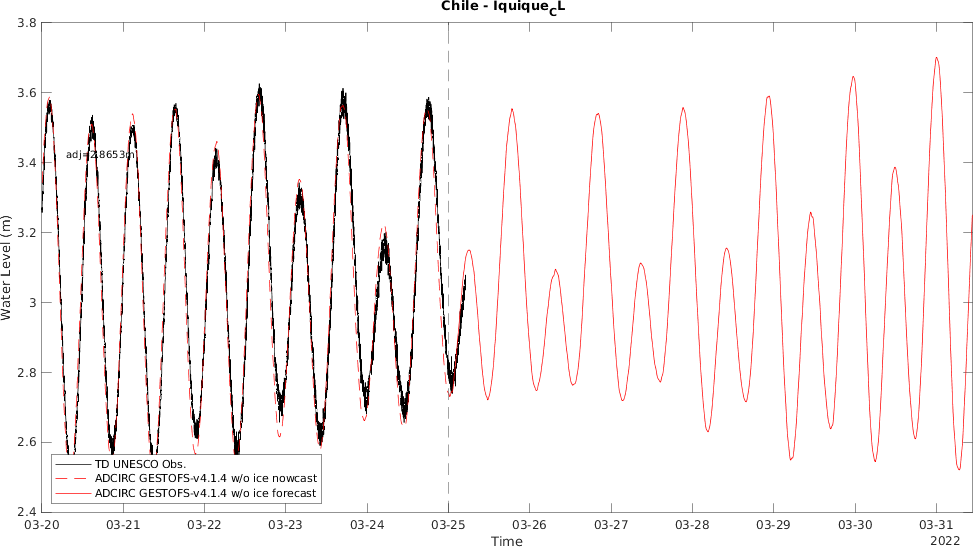 Chile - Iquique_CL
3.8
3.6
3.4
3.2
3
2.8
2.6
2.4
Water Level (m)
adj=2.8653m
TD UNESCO Obs.
ADCIRC GESTOFS-v4.1.4 w/o ice nowcast
ADCIRC GESTOFS-v4.1.4 w/o ice forecast
03-20 03-21 03-22 03-23 03-24 03-25 03-26 03-27 03-28 03-29 03-30 03-31
Time
2022